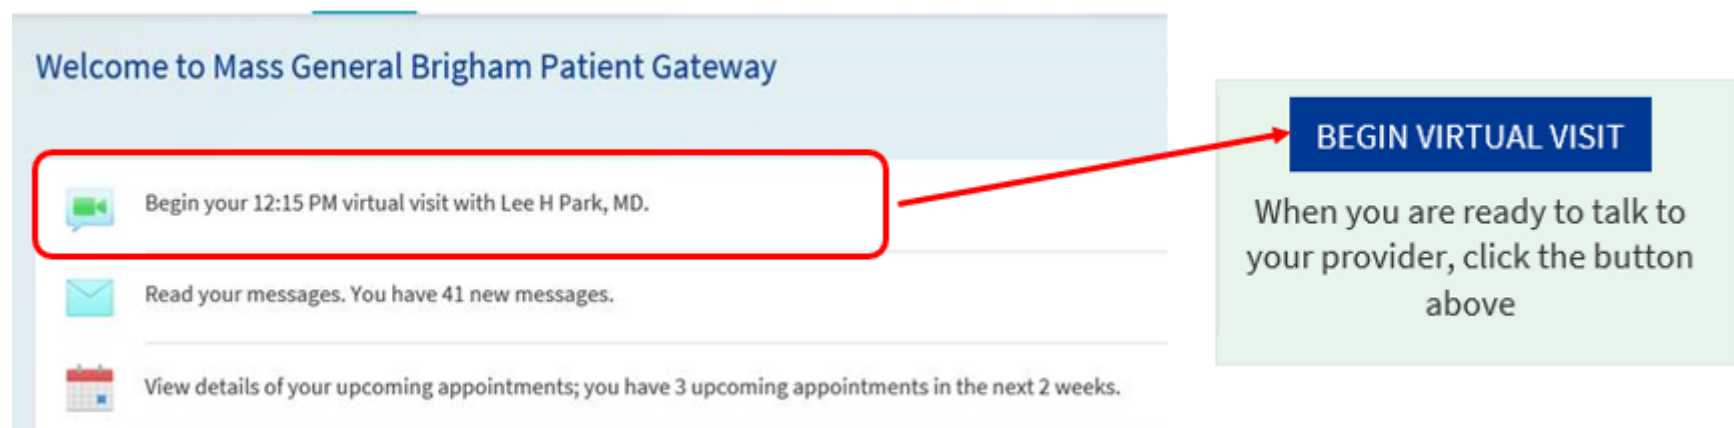 Welcome to Mass General Brigham Patient Gateway
Begin your 12:15 PM virtual visit with Lee H Park, MD.
Read your messages. You have 41 new messages.
View details of your upcoming appointments; you have 3 upcoming appointments in the next 2 weeks.
BEGIN VIRTUAL VISIT
When you are ready to talk to
your provider, click the button
above